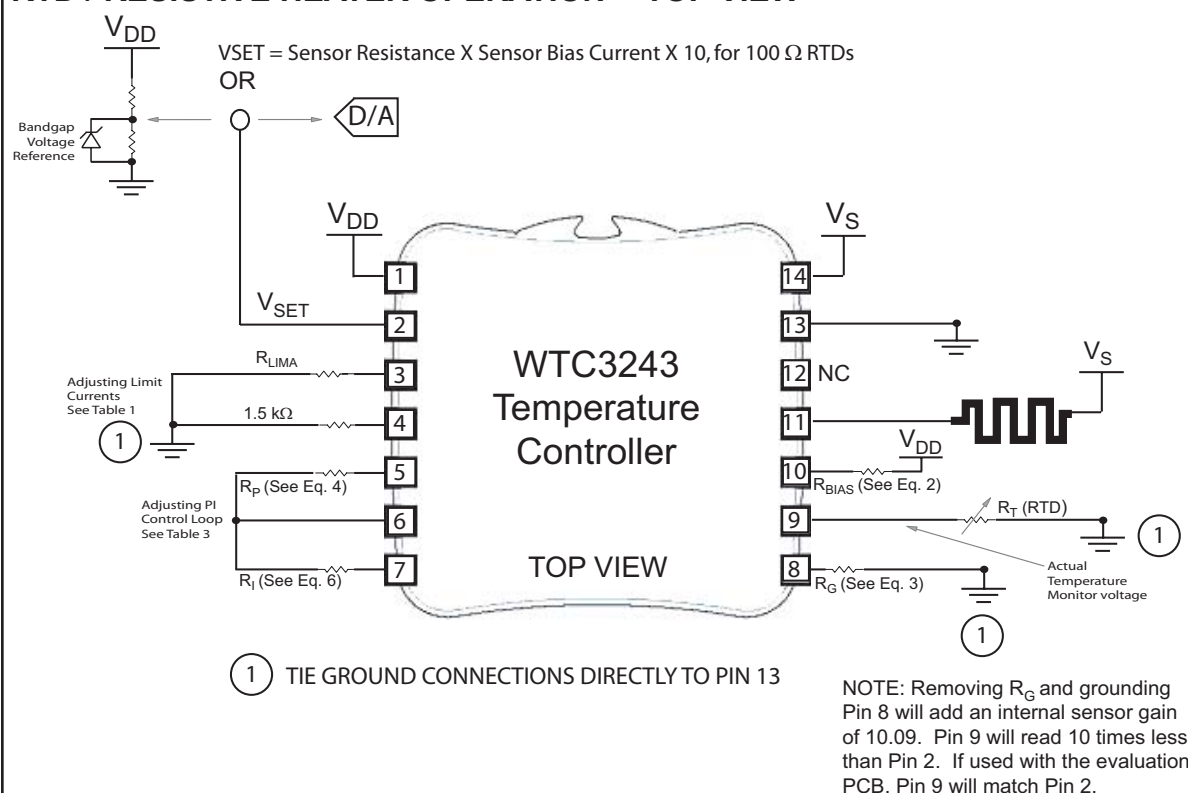 RTD / RESISTIVE HEATER OPERATION – TOP VIEW
VDD
VSET = Sensor Resistance X Sensor Bias Current X 10, for 100 Ω RTDs
OR
D/A
Bandgap
Voltage
Reference
VDD
VS
1
14
VSET
2
13
RLIMA
3
12 NC
VS
Adjusting Limit
Currents
See Table 1
1
1.5 kΩ
4
11
WTC3243
Temperature
Controller
VDD
RP (See Eq. 4)
5
10
RBIAS (See Eq. 2)
Adjusting PI
Control Loop
See Table 3
6
9
RT (RTD)
1
RI (See Eq. 6)
7
TOP VIEW
8
RG (See Eq. 3)
1
Actual
Temperature
Monitor voltage
1 TIE GROUND CONNECTIONS DIRECTLY TO PIN 13
NOTE: Removing RG and grounding
Pin 8 will add an internal sensor gain
of 10.09. Pin 9 will read 10 times less
than Pin 2. If used with the evaluation
PCB, Pin 9 will match Pin 2.